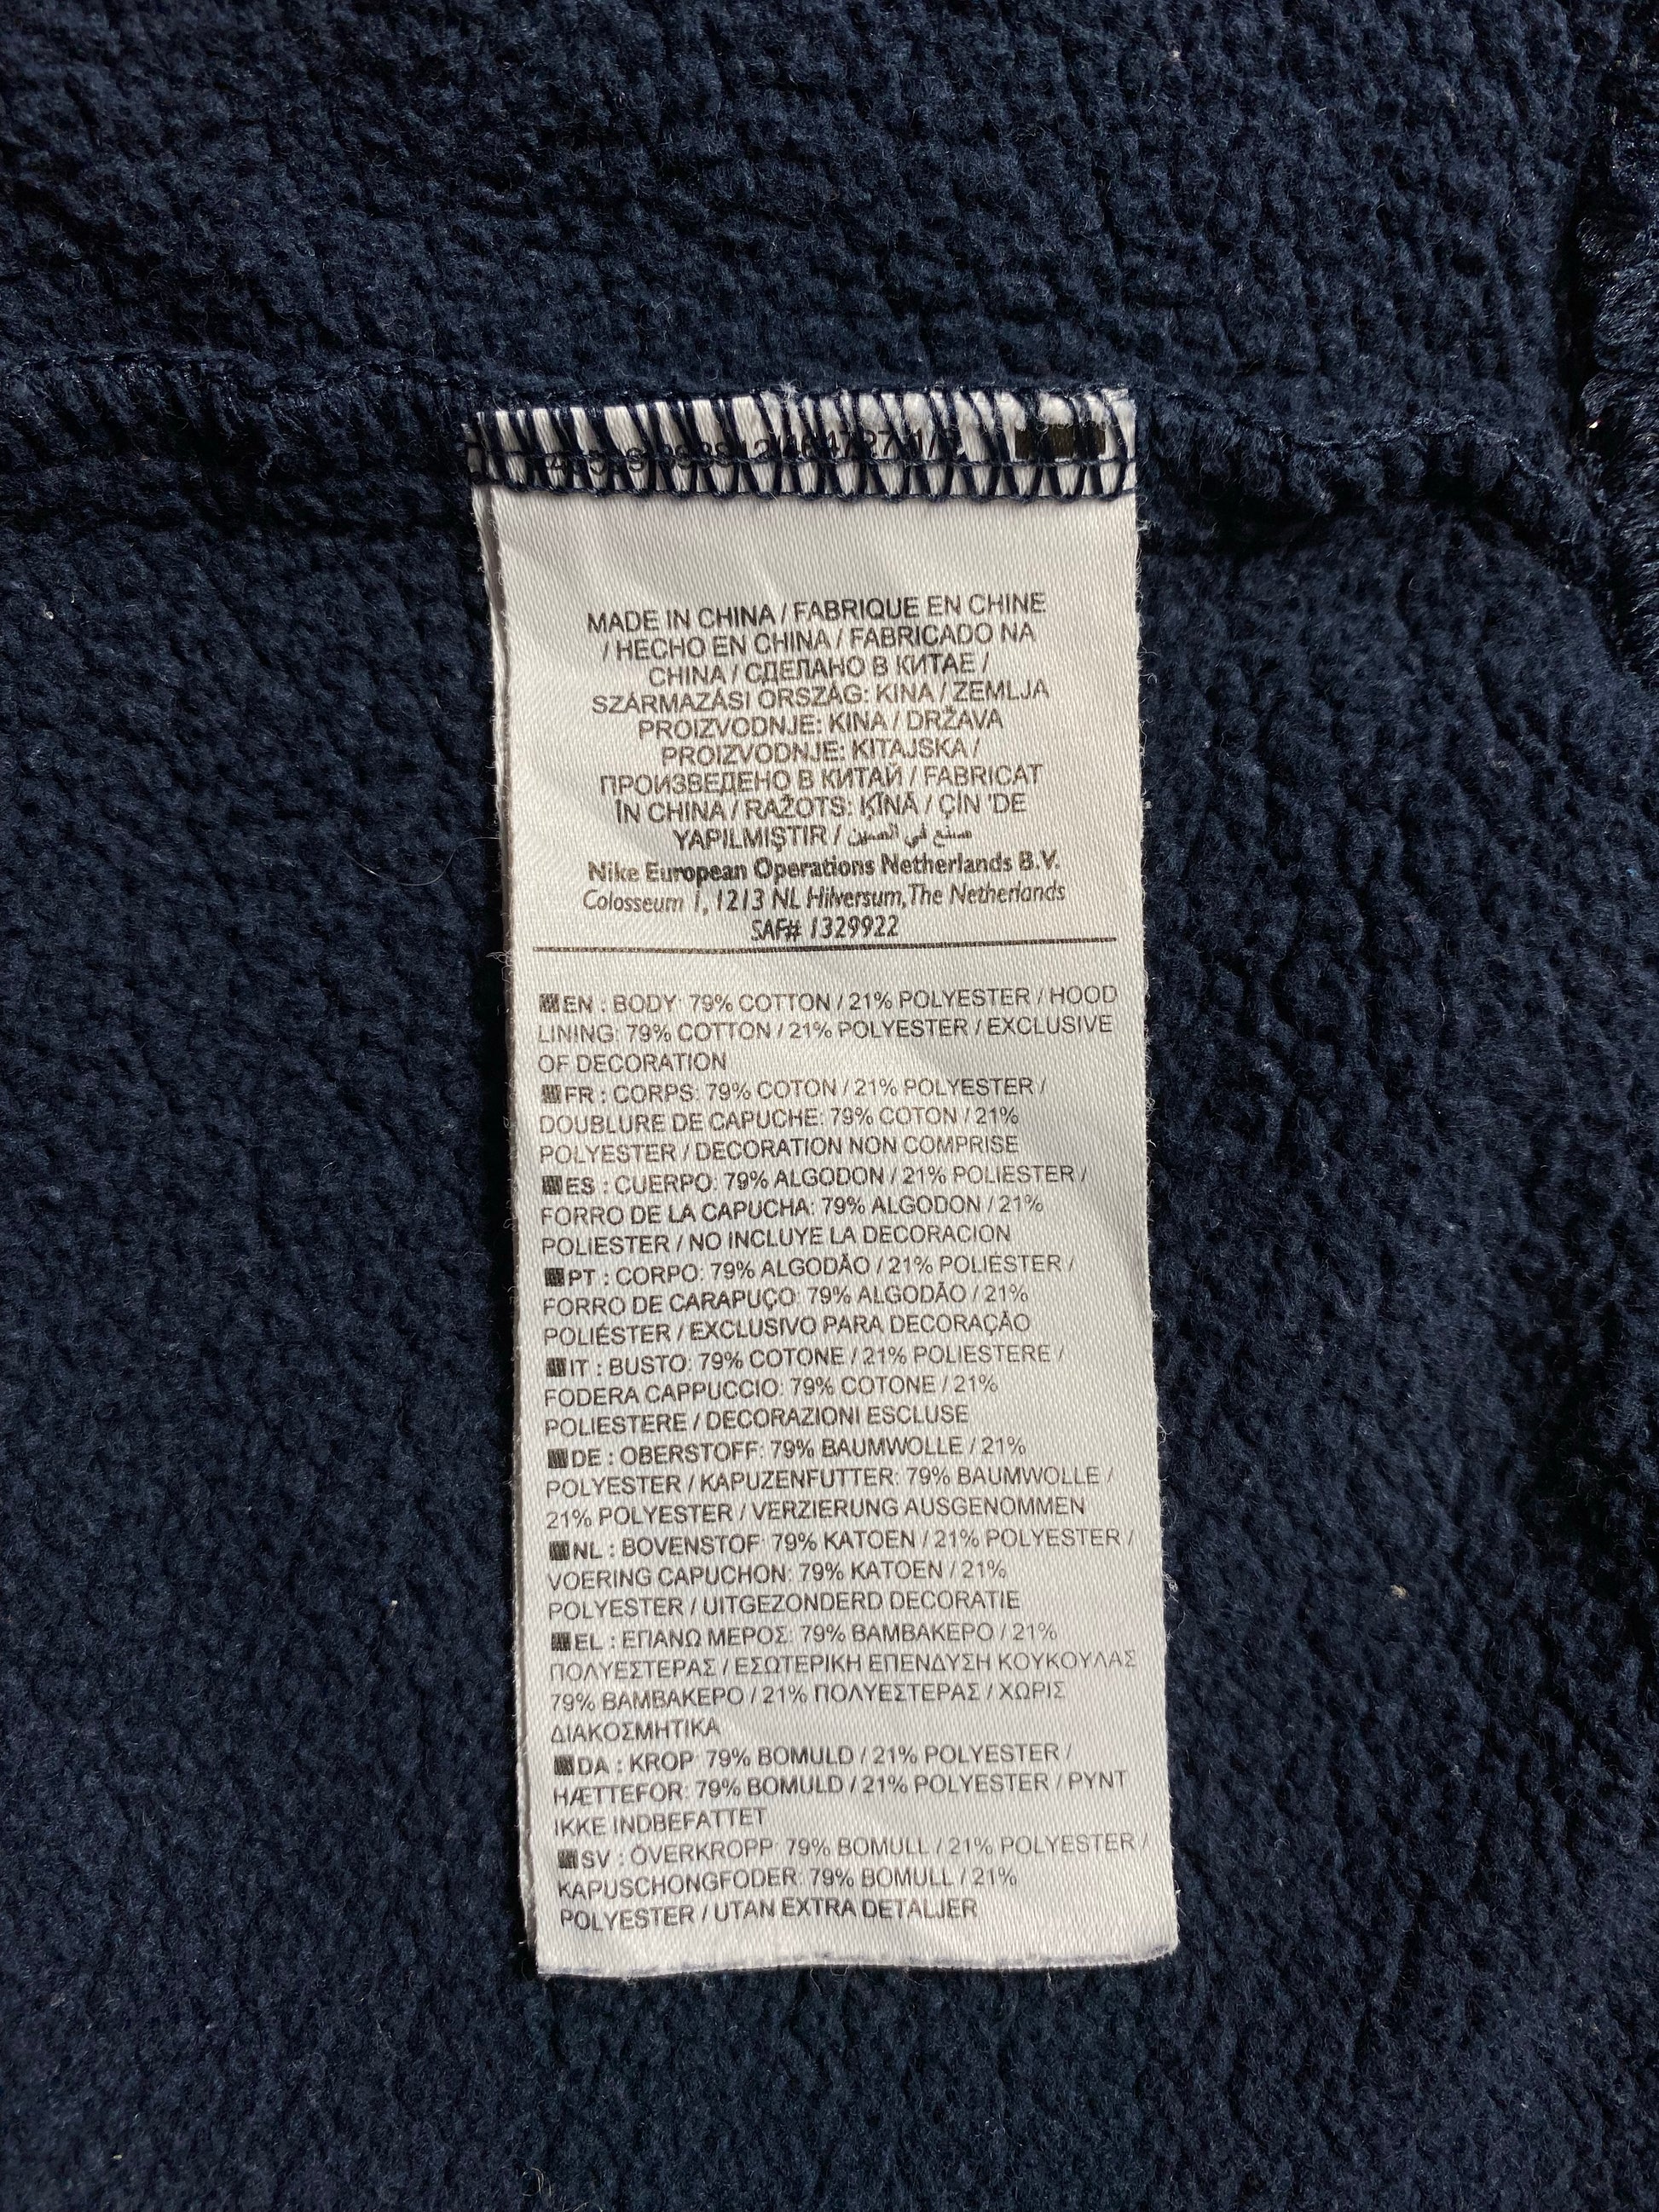 MADE IN CHINA / FABRIQUE EN CHINE
/ HECHO EN CHINA / FABRICADO NA
CHINA / СДЕЛАНО В КИТАЕ /
SZÁRMAZÁSI ORSZÁG: KINA / ZEMLJA
PROIZVODNJE: KINA / DRŽAVA
PROIZVODNJE: KITAJSKA /
ПРОИЗВЕДЕНО В КИТАЙ / FABRICAT
ÎN CHINA / RAŽOTS: ĶĪNĀ / ÇİN 'DE
YAPILMIŞTIR / صنع في الصين
Nike European Operations Netherlands B.V.
Colosseum 1, 1213 NL Hilversum, The Netherlands
SAF# 1329922
EN : BODY: 79% COTTON / 21% POLYESTER / HOOD
LINING: 79% COTTON / 21% POLYESTER / EXCLUSIVE
OF DECORATION
FR : CORPS: 79% COTON / 21% POLYESTER /
DOUBLURE DE CAPUCHE: 79% COTON / 21%
POLYESTER / DECORATION NON COMPRISE
ES : CUERPO: 79% ALGODON / 21% POLIESTER /
FORRO DE LA CAPUCHA: 79% ALGODON / 21%
POLIESTER / NO INCLUYE LA DECORACION
PT : CORPO: 79% ALGODÃO / 21% POLIÉSTER /
FORRO DE CARAPUÇO: 79% ALGODÃO / 21%
POLIÉSTER / EXCLUSIVO PARA DECORAÇÃO
IT : BUSTO: 79% COTONE / 21% POLIESTERE /
FODERA CAPPUCCIO: 79% COTONE / 21%
POLIESTERE / DECORAZIONI ESCLUSE
DE : OBERSTOFF: 79% BAUMWOLLE / 21%
POLYESTER / KAPUZENFUTTER: 79% BAUMWOLLE /
21% POLYESTER / VERZIERUNG AUSGENOMMEN
NL : BOVENSTOF: 79% KATOEN / 21% POLYESTER /
VOERING CAPUCHON: 79% KATOEN / 21%
POLYESTER / UITGEZONDERD DECORATIE
EL : ΕΠΑΝΩ ΜΕΡΟΣ: 79% ΒΑΜΒΑΚΕΡΟ / 21%
ΠΟΛΥΕΣΤΕΡΑΣ / ΕΣΩΤΕΡΙΚΗ ΕΠΕΝΔΥΣΗ ΚΟΥΚΟΥΛΑΣ
79% ΒΑΜΒΑΚΕΡΟ / 21% ΠΟΛΥΕΣΤΕΡΑΣ / ΧΩΡΙΣ
ΔΙΑΚΟΣΜΗΤΙΚΑ
DA : KROP: 79% BOMULD / 21% POLYESTER /
HÆTTEFOR: 79% BOMULD / 21% POLYESTER / PYNT
IKKE INDBEFATTET
SV : ÖVERKROPP: 79% BOMULL / 21% POLYESTER /
KAPUSCHONGFODER: 79% BOMULL / 21%
POLYESTER / UTAN EXTRA DETALJER